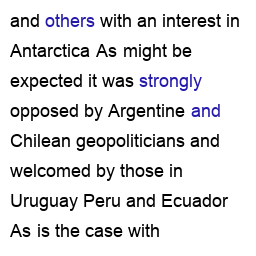 and others with an interest in
Antarctica As might be
expected it was strongly
opposed by Argentine and
Chilean geopoliticians and
welcomed by those in
Uruguay Peru and Ecuador
As is the case with